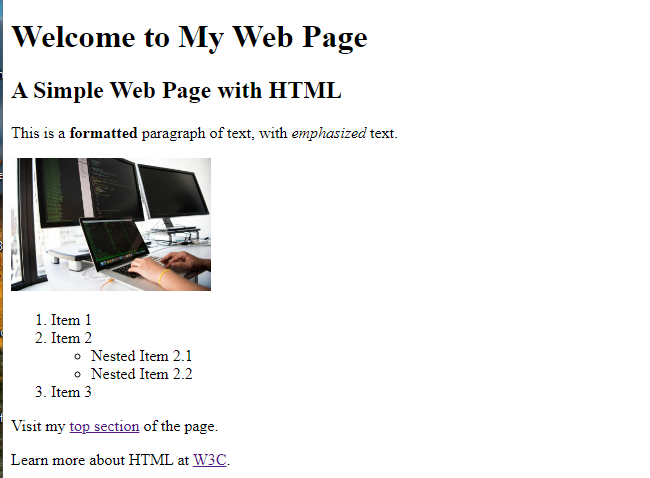 Welcome to My Web Page
A Simple Web Page with HTML
This is a formatted paragraph of text, with emphasized text.
1. Item 1
2. Item 2
○ Nested Item 2.1
○ Nested Item 2.2
3. Item 3
Visit my top section of the page.
Learn more about HTML at W3C.